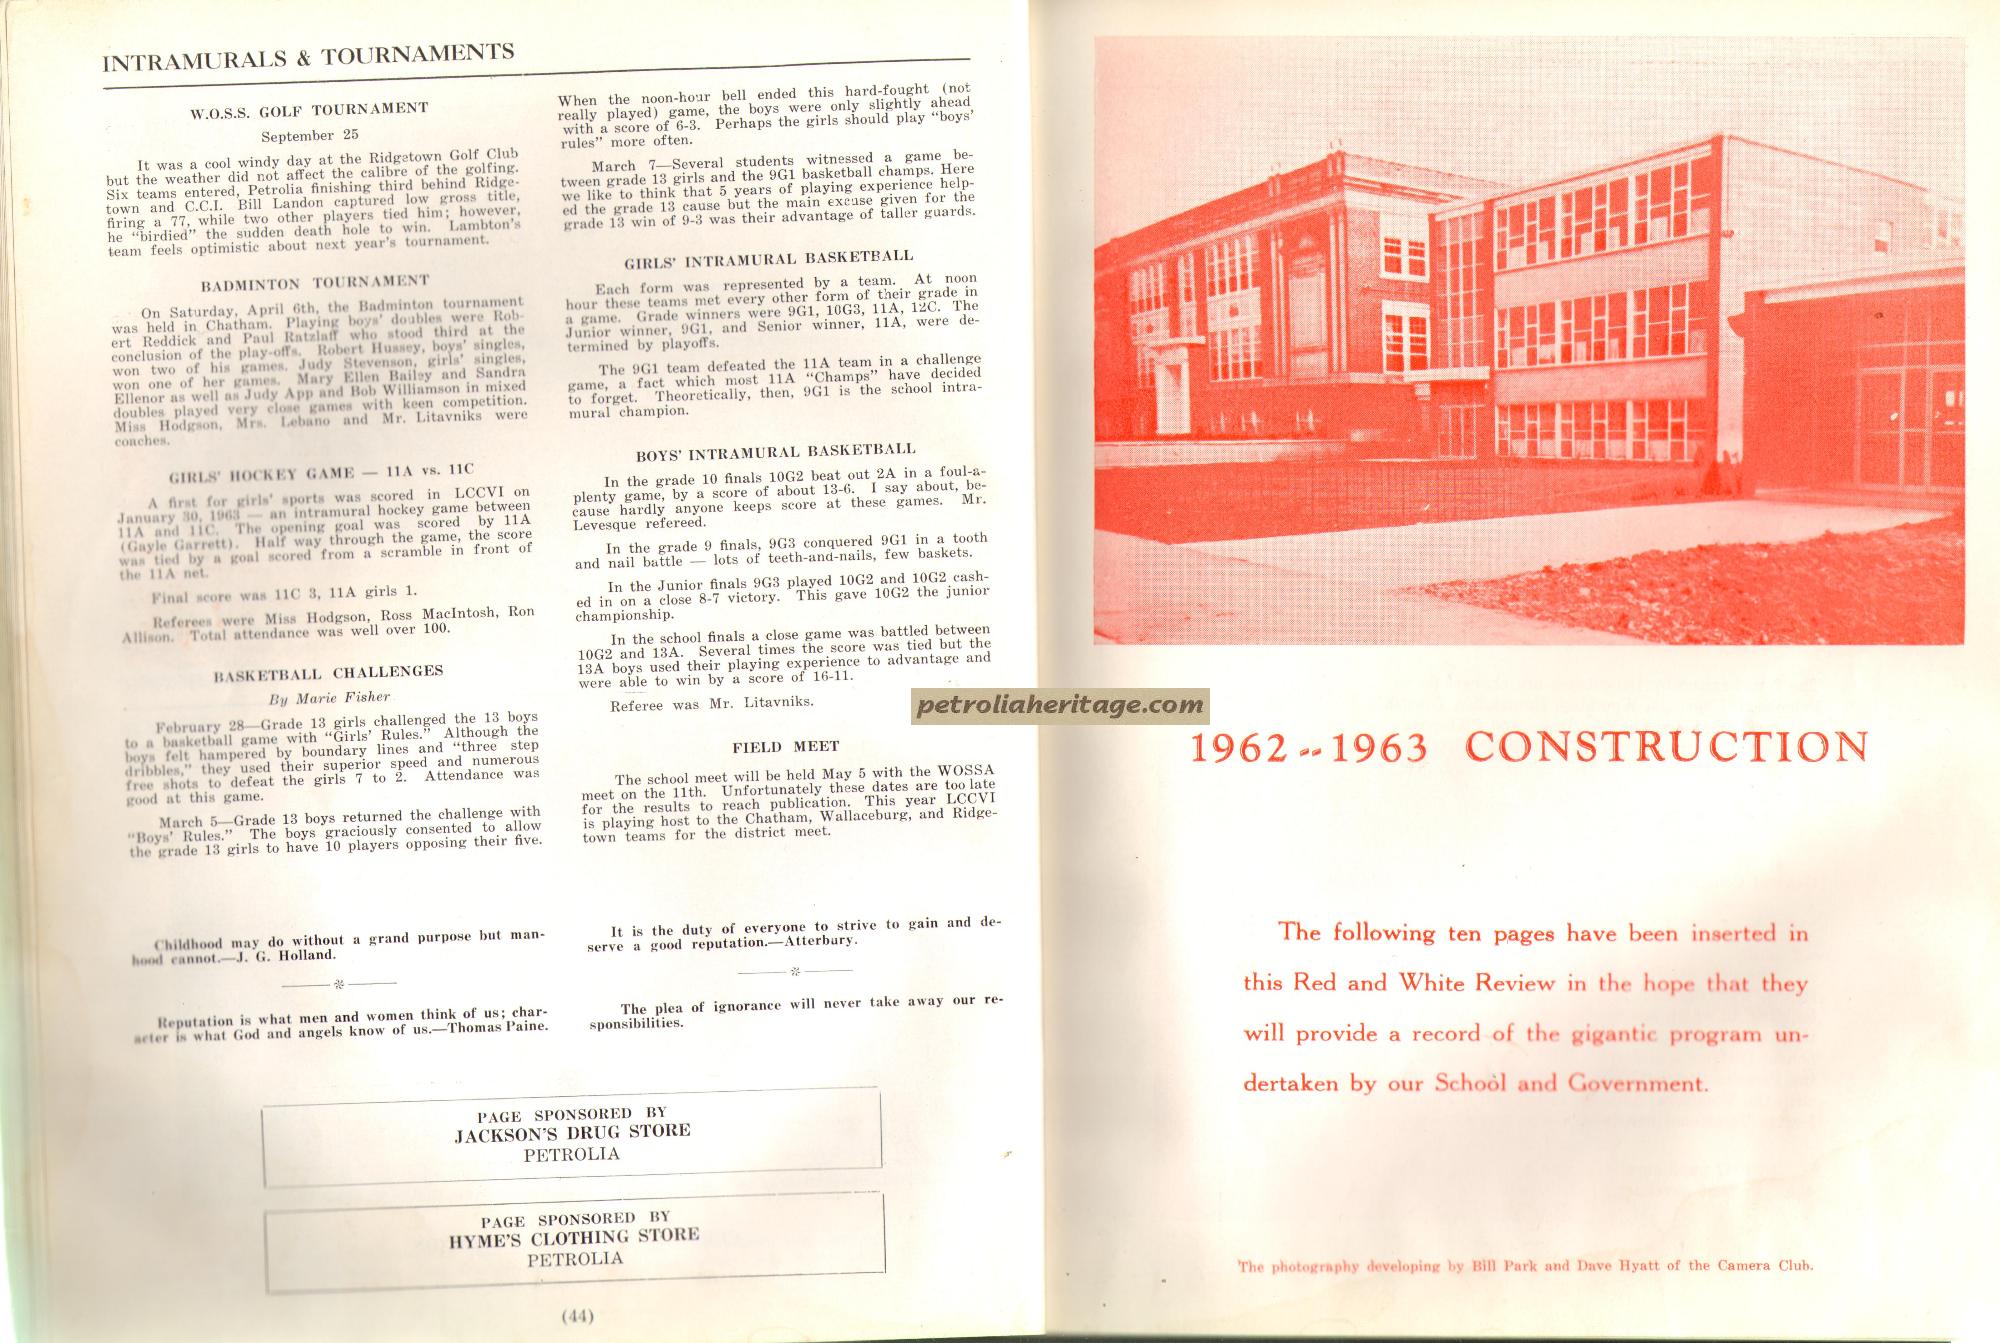 INTRAMURALS & TOURNAMENTS
W.O.S.S. GOLF TOURNAMENT
September 25
It was a cool windy day at the Ridgetown Golf Club
but the weather did not affect the calibre of the golfing.
Six teams entered, Petrolia finishing third behind Ridge-
town and C.C.I. Bill Landon captured low gross title,
firing a 77, while two other players tied him; however,
he "birdied" the sudden death hole to win. Lambton's
team feels optimistic about next year's tournament.
BADMINTON TOURNAMENT
On Saturday, April 6th, the Badminton tournament
was held in Chatham. Playing boys' doubles were Rob-
ert Reddick and Paul Ratzlaff who stood third at the
conclusion of the play-offs. Robert Hussey, boys' singles,
won two of his games. Judy Stevenson, girls' singles,
won one of her games. Mary Ellen Bailey and Sandra
Ellenor as well as Judy App and Bob Williamson in mixed
doubles played very close games with keen competition.
Miss Hodgson, Mrs. Lebano and Mr. Litavniks were
coaches.
GIRLS' HOCKEY GAME — 11A vs. 11C
A first for girls' sports was scored in LCCVI on
January 30, 1963 — an intramural hockey game between
11A and 11C. The opening goal was scored by 11A
(Gayle Garrett). Half way through the game, the score
was tied by a goal scored from a scramble in front of
the 11A net.
Final score was 11C 3, 11A girls 1.
Referees were Miss Hodgson, Ross MacIntosh, Ron
Allison. Total attendance was well over 100.
BASKETBALL CHALLENGES
By Marie Fisher
February 28—Grade 13 girls challenged the 13 boys
to a basketball game with "Girls' Rules." Although the
boys felt hampered by boundary lines and "three step
dribbles," they used their superior speed and numerous
free shots to defeat the girls 7 to 2. Attendance was
good at this game.
March 5—Grade 13 boys returned the challenge with
"Boys' Rules." The boys graciously consented to allow
the grade 13 girls to have 10 players opposing their five.
When the noon-hour bell ended this hard-fought (not
really played) game, the boys were only slightly ahead
with a score of 6-3. Perhaps the girls should play "boys'
rules" more often.
March 7—Several students witnessed a game be-
tween grade 13 girls and the 9G1 basketball champs. Here
we like to think that 5 years of playing experience help-
ed the grade 13 cause but the main excuse given for the
grade 13 win of 9-3 was their advantage of taller guards.
GIRLS' INTRAMURAL BASKETBALL
Each form was represented by a team. At noon
hour these teams met every other form of their grade in
a game. Grade winners were 9G1, 10G3, 11A, 12C. The
Junior winner, 9G1, and Senior winner, 11A, were de-
termined by playoffs.
The 9G1 team defeated the 11A team in a challenge
game, a fact which most 11A "Champs" have decided
to forget. Theoretically, then, 9G1 is the school intra-
mural champion.
BOYS' INTRAMURAL BASKETBALL
In the grade 10 finals 10G2 beat out 2A in a foul-a-
plenty game, by a score of about 13-6. I say about, be-
cause hardly anyone keeps score at these games. Mr.
Levesque refereed.
In the grade 9 finals, 9G3 conquered 9G1 in a tooth
and nail battle — lots of teeth-and-nails, few baskets.
In the Junior finals 9G3 played 10G2 and 10G2 cash-
ed in on a close 8-7 victory. This gave 10G2 the junior
championship.
In the school finals a close game was battled between
10G2 and 13A. Several times the score was tied but the
13A boys used their playing experience to advantage and
were able to win by a score of 16-11.
Referee was Mr. Litavniks.
FIELD MEET
The school meet will be held May 5 with the WOSSA
meet on the 11th. Unfortunately these dates are too late
for the results to reach publication. This year LCCVI
is playing host to the Chatham, Wallaceburg, and Ridge-
town teams for the district meet.
Childhood may do without a grand purpose but man-
hood cannot.—J. G. Holland.
Reputation is what men and women think of us; char-
acter is what God and angels know of us.—Thomas Paine.
It is the duty of everyone to strive to gain and de-
serve a good reputation.—Atterbury.
The plea of ignorance will never take away our re-
sponsibilities.
PAGE SPONSORED BY
JACKSON'S DRUG STORE
PETROLIA
PAGE SPONSORED BY
HYME'S CLOTHING STORE
PETROLIA
(44)
petroliaheritage.com
1962--1963 CONSTRUCTION
The following ten pages have been inserted in
this Red and White Review in the hope that they
will provide a record of the gigantic program un-
dertaken by our School and Government.
The photography developing by Bill Park and Dave Hyatt of the Camera Club.